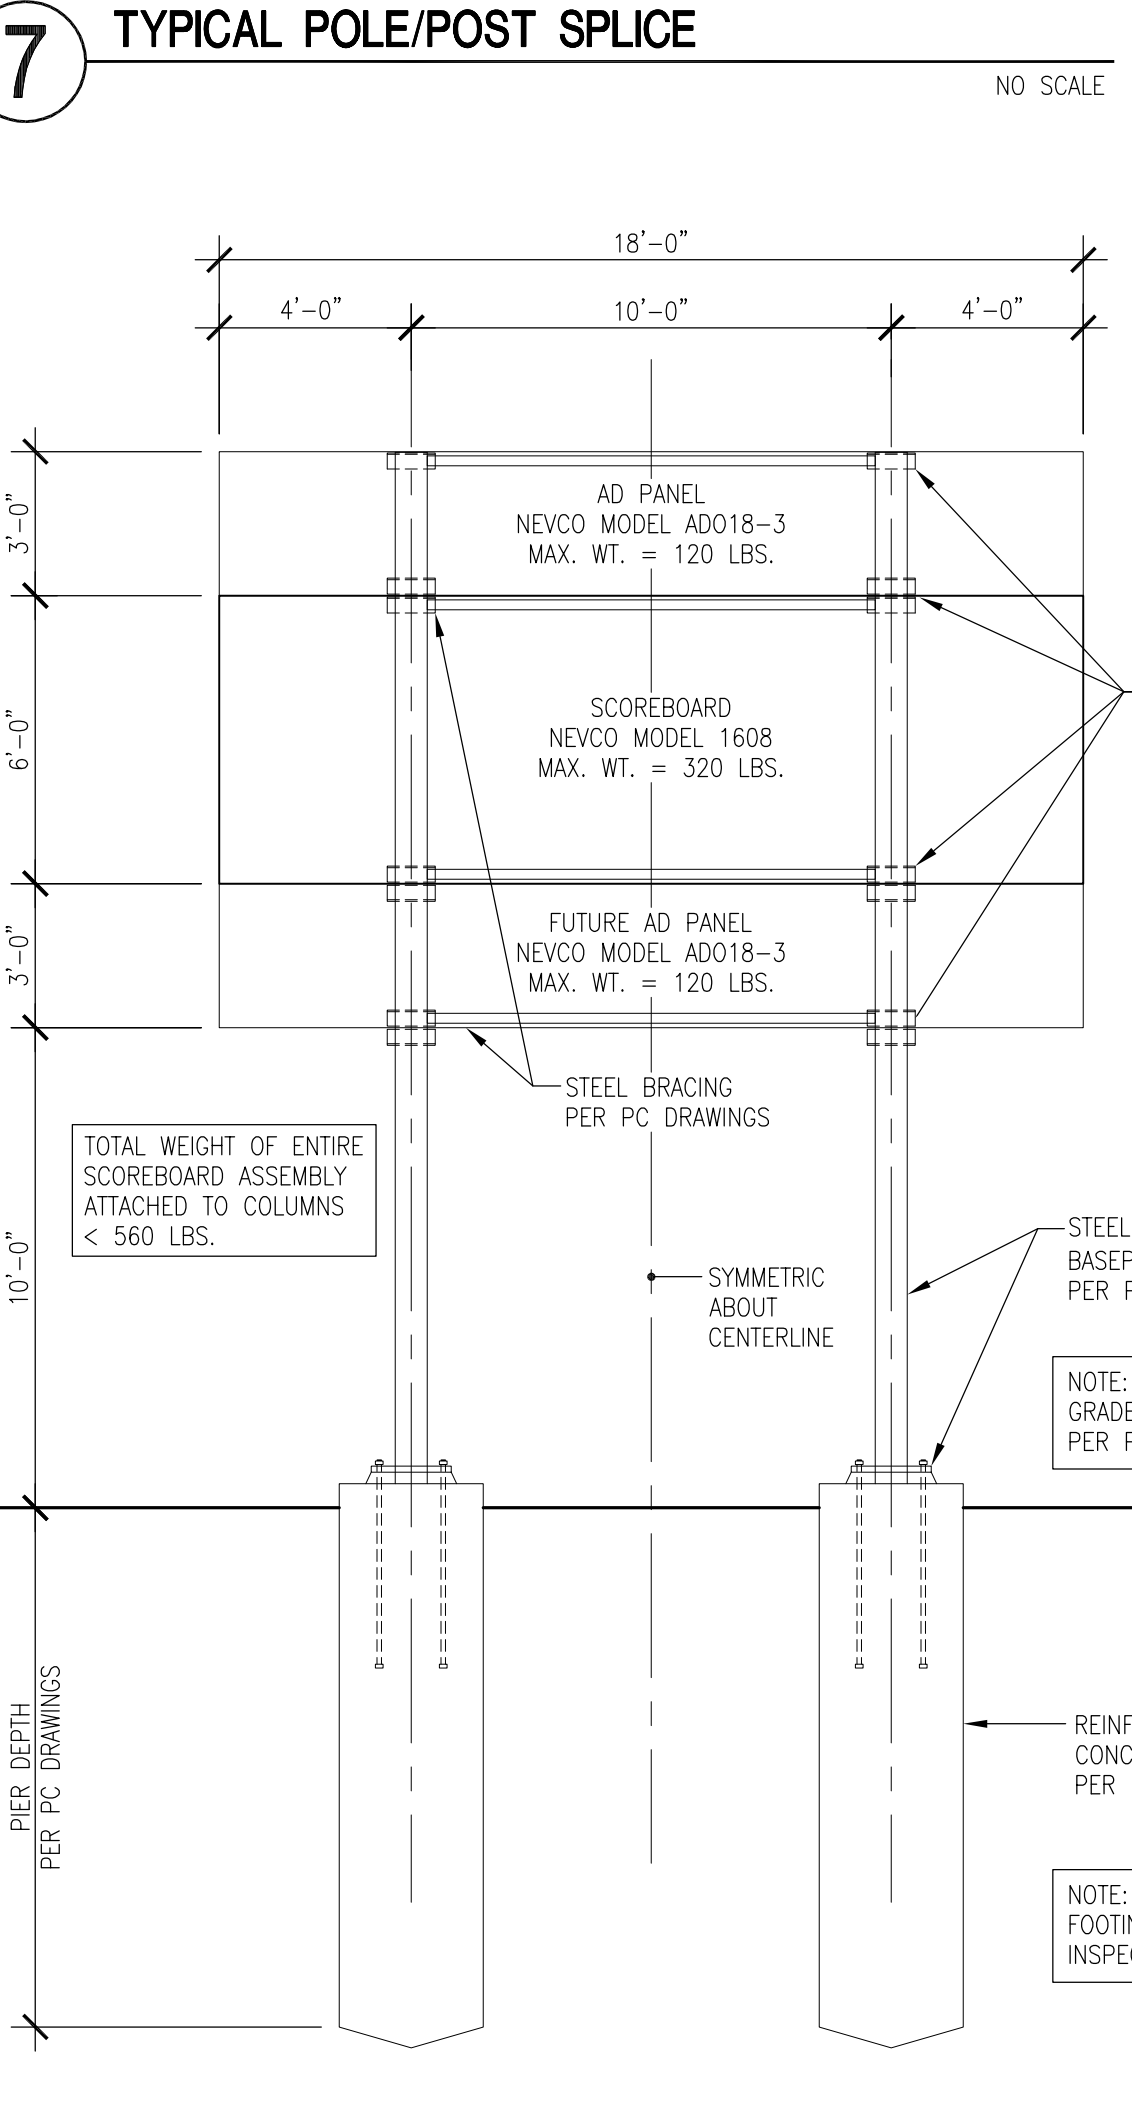 7
TYPICAL POLE/POST SPLICE
NO SCALE
18'-0"
4'-0"
10'-0"
4'-0"
3'-0"
AD PANEL
NEVCO MODEL ADO18-3
MAX. WT. = 120 LBS.
6'-0"
SCOREBOARD
NEVCO MODEL 1608
MAX. WT. = 320 LBS.
3'-0"
FUTURE AD PANEL
NEVCO MODEL ADO18-3
MAX. WT. = 120 LBS.
STEEL BRACING
PER PC DRAWINGS
TOTAL WEIGHT OF ENTIRE
SCOREBOARD ASSEMBLY
ATTACHED TO COLUMNS
< 560 LBS.
10'-0"
SYMMETRIC
ABOUT
CENTERLINE
STEEL
PER
NOTE:
PER
PIER DEPTH
PER PC DRAWINGS
PER
NOTE: